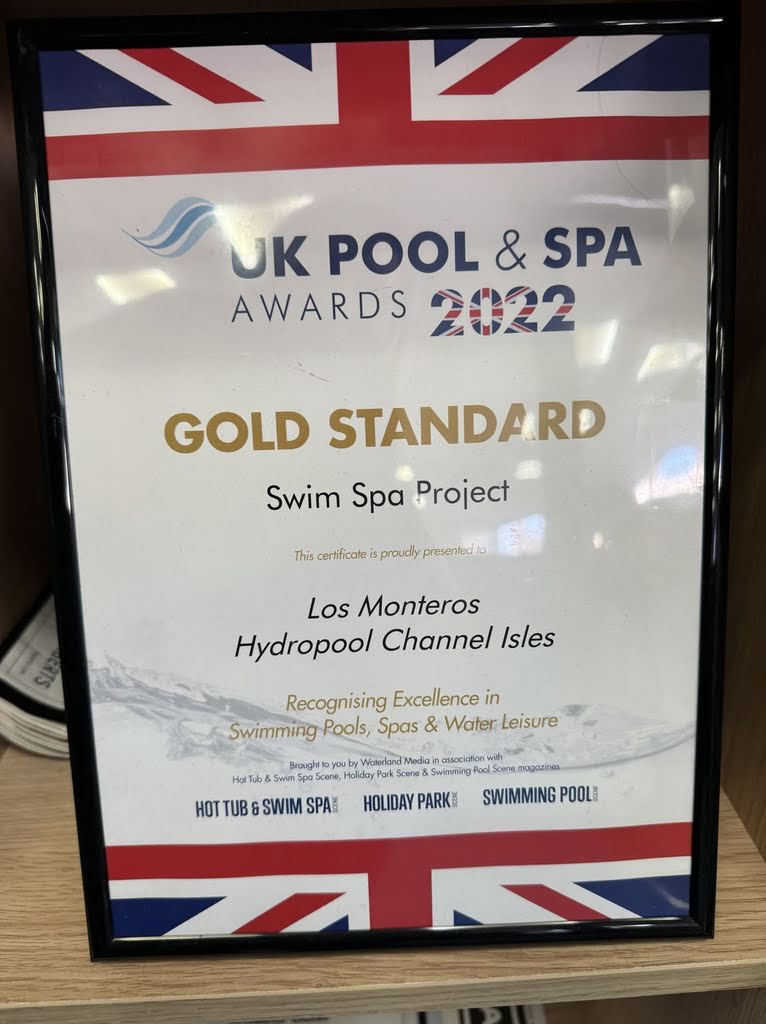 UK POOL & SPA
AWARDS 2022
GOLD STANDARD
Swim Spa Project
This certificate is proudly presented to
Los Monteros
Hydropool Channel Isles
Recognising Excellence in
Swimming Pools, Spas & Water Leisure
Brought to you by Waterland Media in association with
Hot Tub & Swim Spa Scene, Holiday Park Scene & Swimming Pool Scene magazines
HOT TUB & SWIM SPA SCENE HOLIDAY PARK SCENE SWIMMING POOL SCENE